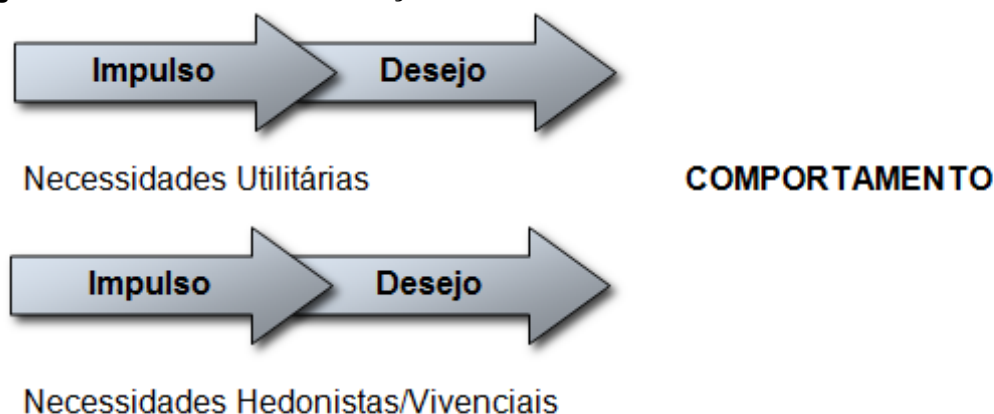 Impulso Desejo
Necessidades Utilitárias COMPORTAMENTO
Impulso Desejo
Necessidades Hedonistas/Vivenciais